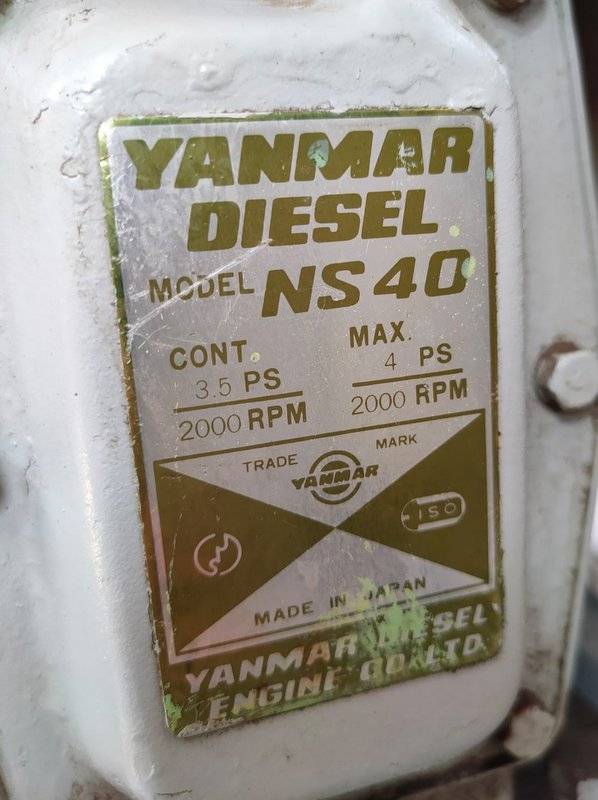 YANMAR
DIESEL
MODEL NS40
CONT. MAX.
3.5 PS 4 PS
2000 RPM 2000 RPM
TRADE MARK
YANMAR
ISO
MADE IN JAPAN
YANMAR DIESEL
ENGINE CO. LTD.